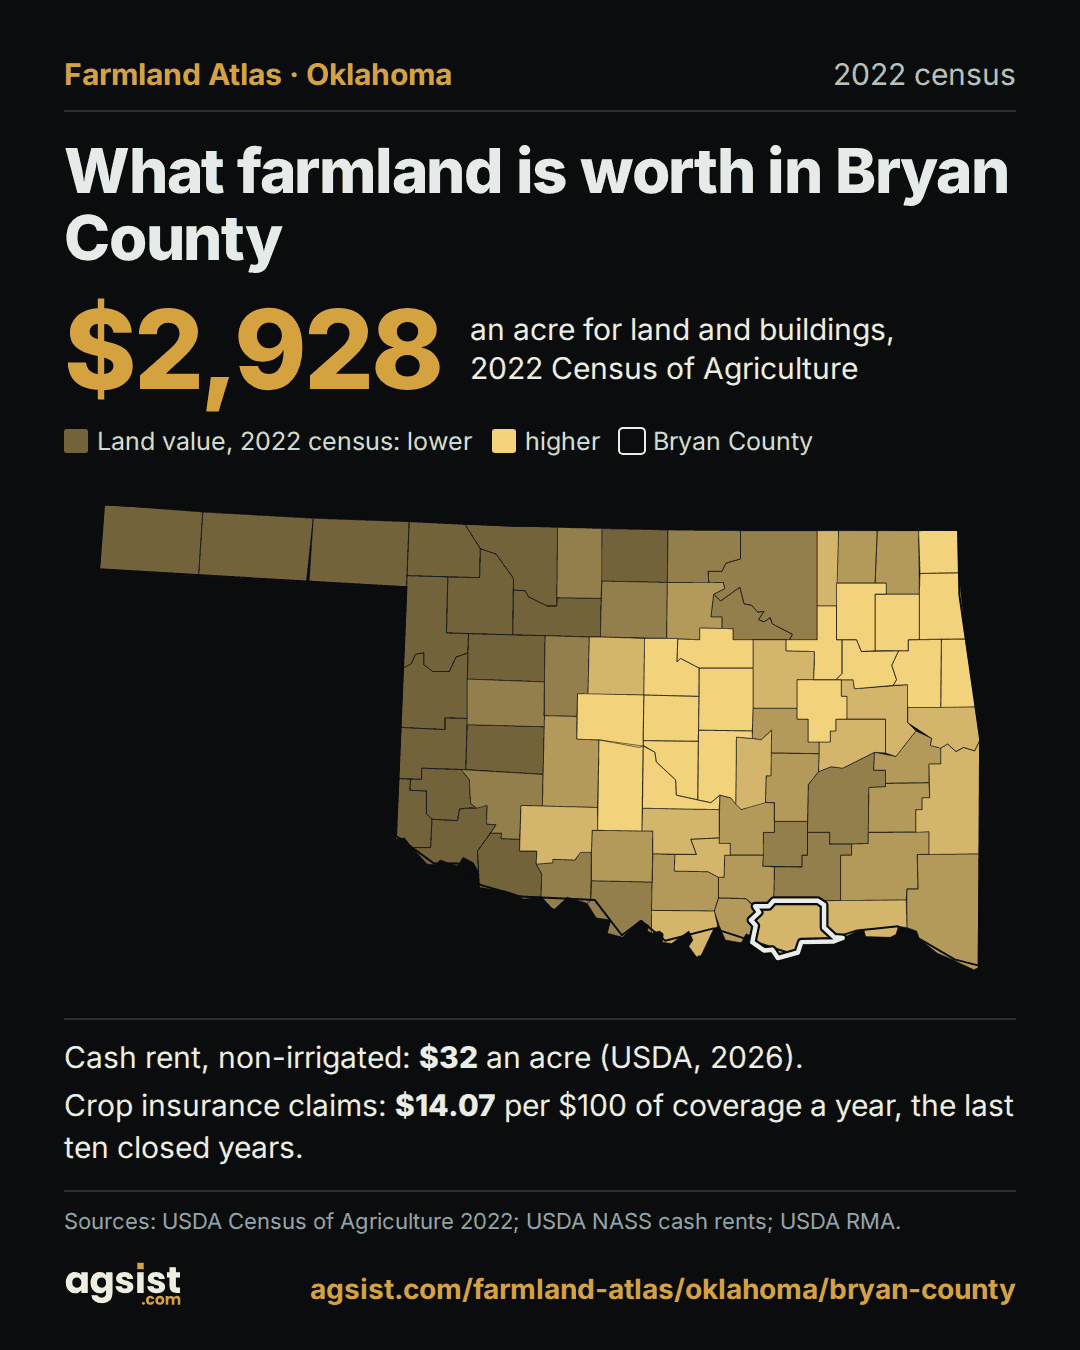 Farmland Atlas · Oklahoma
2022 census
What farmland is worth in Bryan
County
$2,928
an acre for land and buildings,
2022 Census of Agriculture
Land value, 2022 census: lower
higher
Bryan County
Cash rent, non-irrigated: $32 an acre (USDA, 2026).
Crop insurance claims: $14.07 per $100 of coverage a year, the last
ten closed years.
Sources: USDA Census of Agriculture 2022; USDA NASS cash rents; USDA RMA.
agsist
.com
agsist.com/farmland-atlas/oklahoma/bryan-county